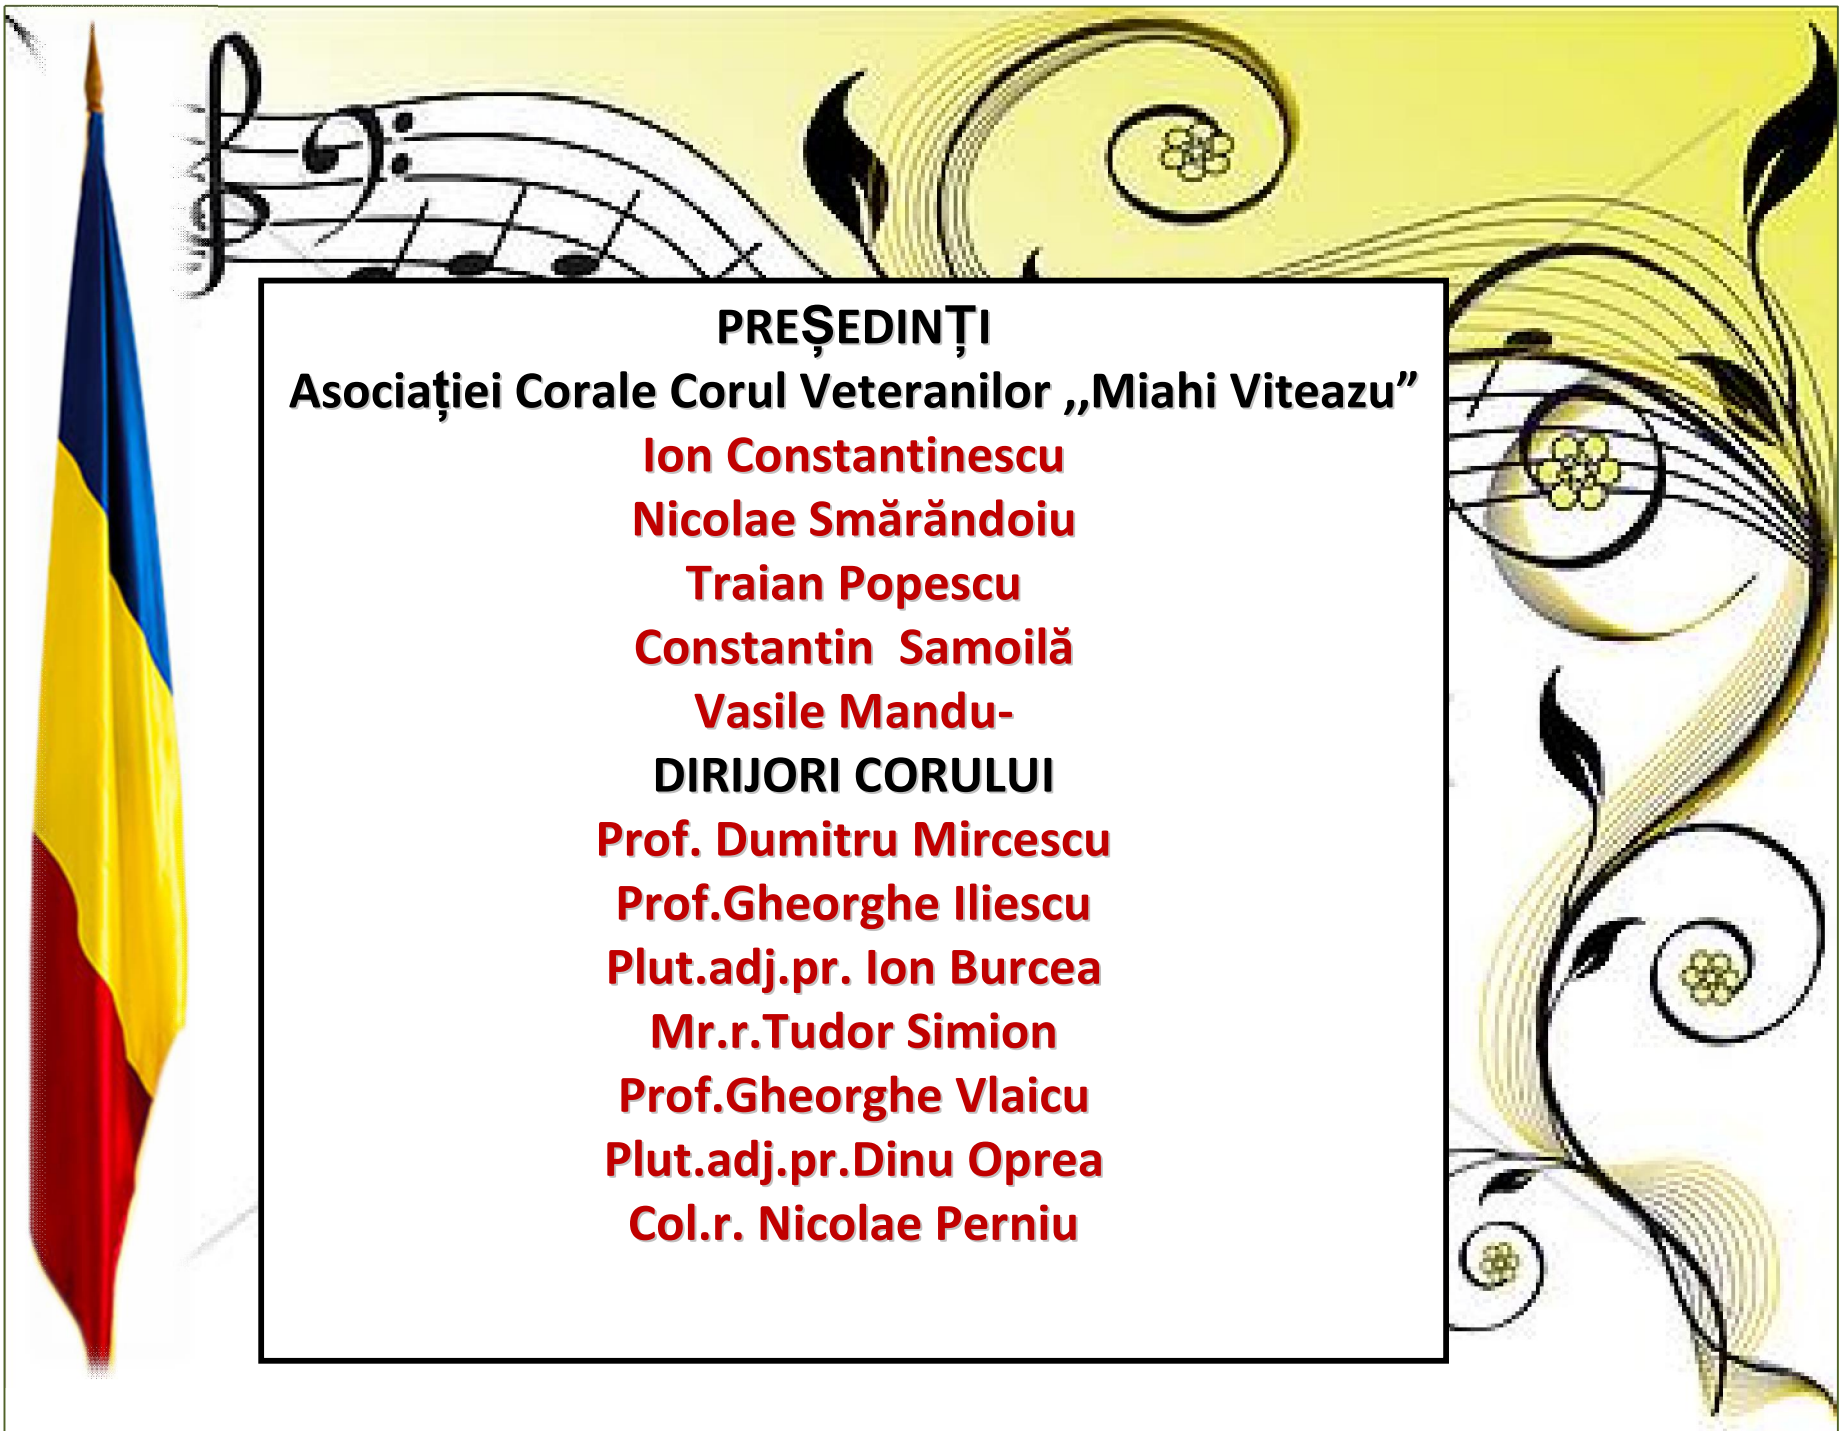 PREȘEDINȚI
Asociației Corale Corul Veteranilor ,,Miahi Viteazu”
Ion Constantinescu
Nicolae Smărăndoiu
Traian Popescu
Constantin  Samoilă
Vasile Mandu-
DIRIJORI CORULUI
Prof. Dumitru Mircescu
Prof.Gheorghe Iliescu
Plut.adj.pr. Ion Burcea
Mr.r.Tudor Simion
Prof.Gheorghe Vlaicu
Plut.adj.pr.Dinu Oprea
Col.r. Nicolae Perniu